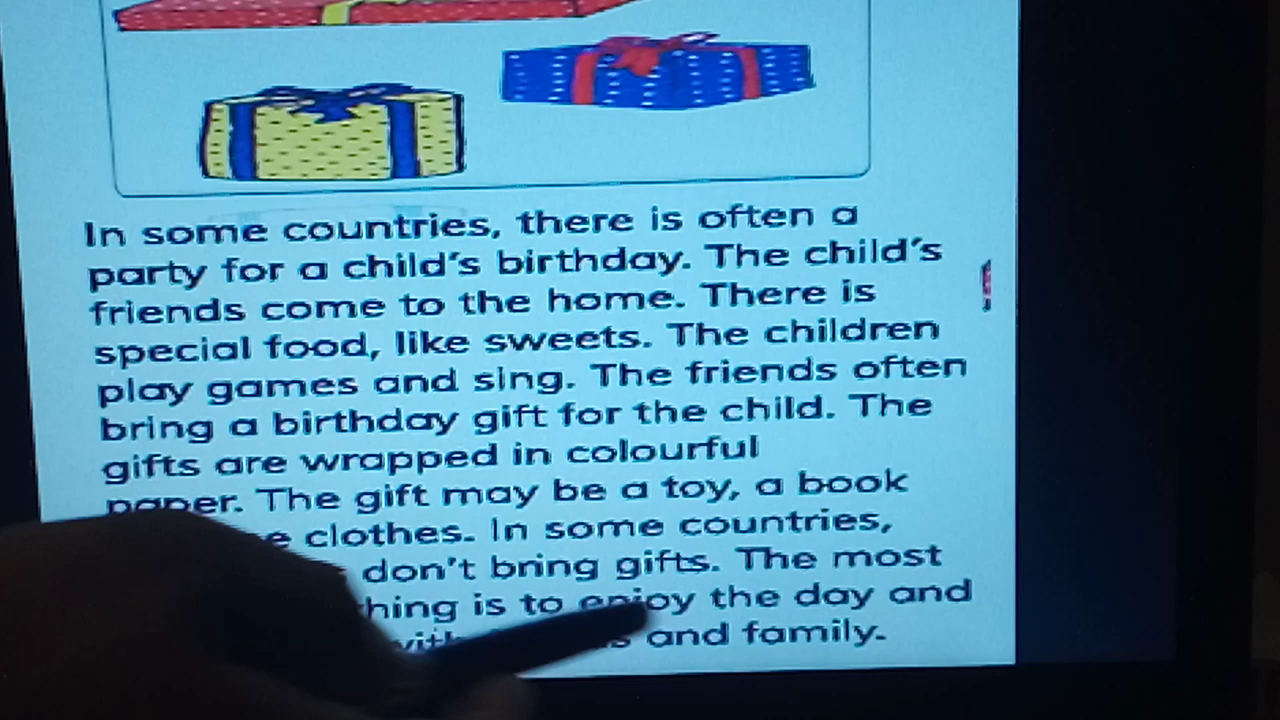 In some countries, there is often a
party for a child's birthday. The child's
friends come to the home. There is
special food, like sweets. The children
play games and sing. The friends often
bring a birthday gift for the child. The
gifts are wrapped in colourful
paper. The gift may be a toy, a book
clothes. In some countries,
don't bring gifts. The most
is to enjoy the day and
and family.